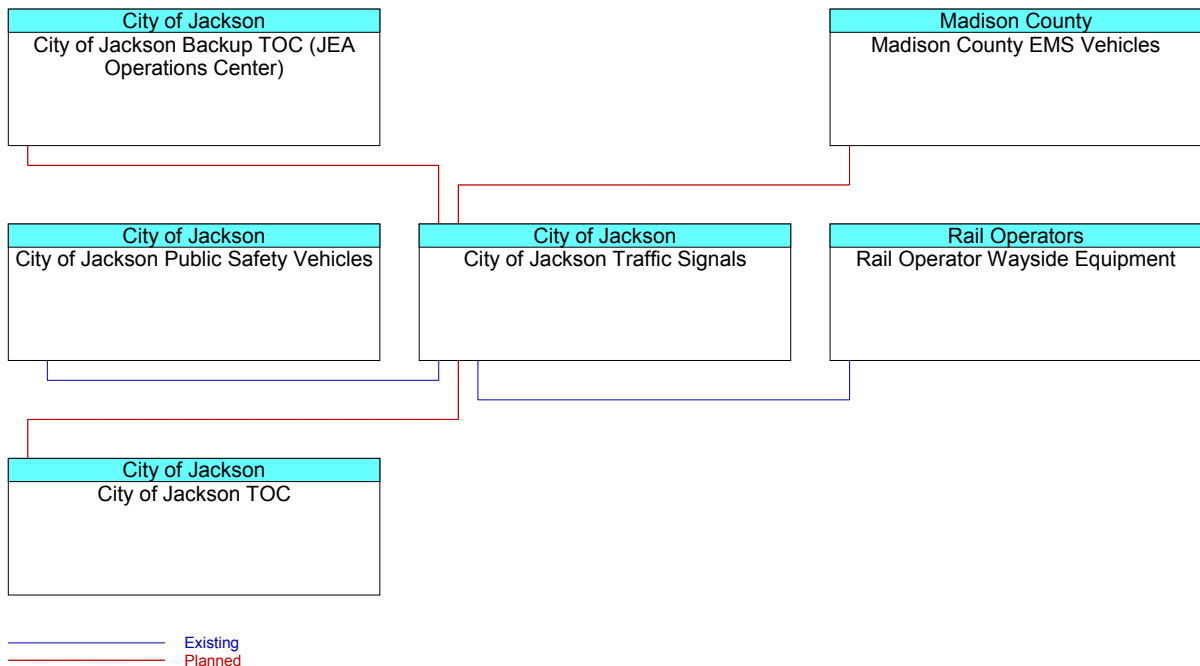 City of Jackson
City of Jackson Backup TOC (JEA
Operations Center)
Madison County
Madison County EMS Vehicles
City of Jackson
City of Jackson Public Safety Vehicles
City of Jackson
City of Jackson Traffic Signals
Rail Operators
Rail Operator Wayside Equipment
City of Jackson
City of Jackson TOC
Existing
Planned